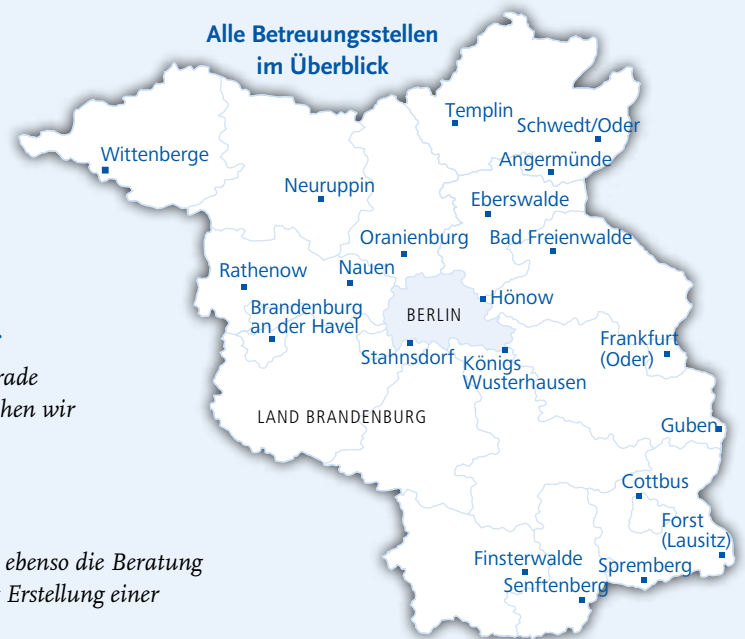 Alle Betreuungsstellen
im Überblick
Templin
Schwedt/Oder
Wittenberge
Angermünde
Neuruppin
Eberswalde
Oranienburg
Bad Freienwalde
Rathenow
Nauen
Hönow
Brandenburg
an der Havel
BERLIN
Stahnsdorf
Königs
Wusterhausen
Frankfurt
(Oder)
LAND BRANDENBURG
Guben
Cottbus
Forst
(Lausitz)
Finsterwalde
Spremberg
Senftenberg
rade
hen wir
ebenso die Beratung
Erstellung einer